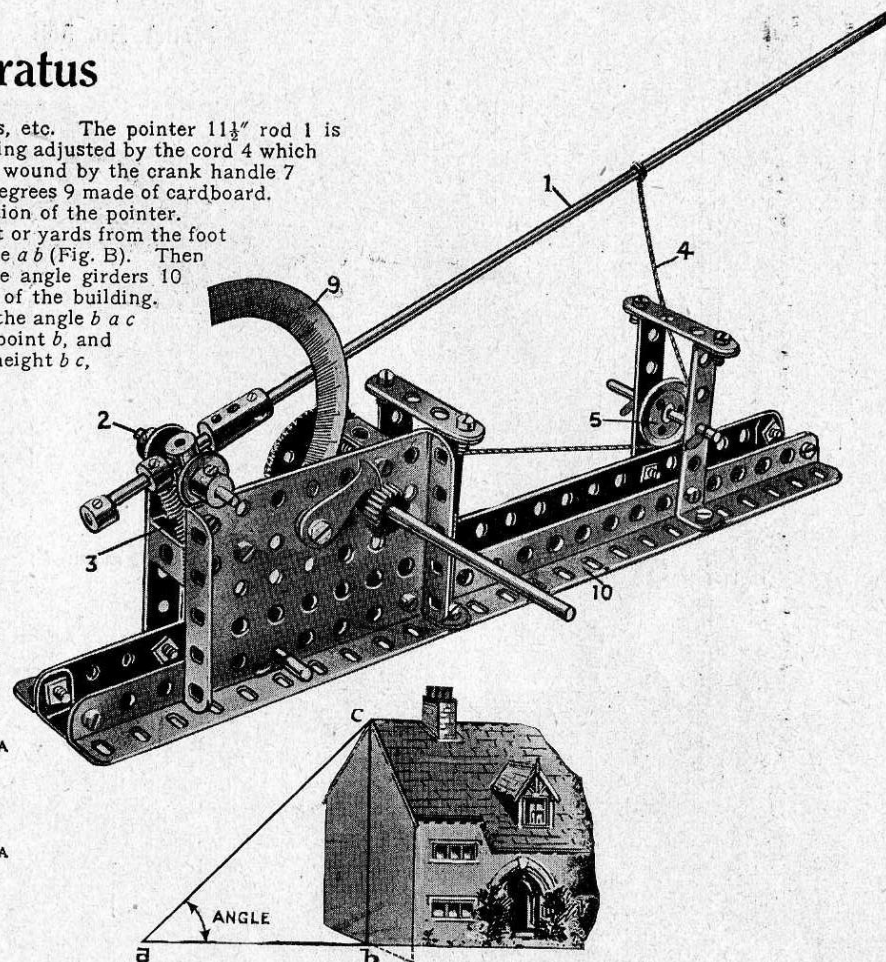 ratus
s, etc. The pointer 11½″ rod 1 is
ing adjusted by the cord 4 which
wound by the crank handle 7
egrees 9 made of cardboard.
ion of the pointer.
t or yards from the foot
e a b (Fig. B). Then
e angle girders 10
of the building.
the angle b a c
point b, and
height b c,
1
4
9
2
5
3
10
c
A
A
ANGLE
a
b